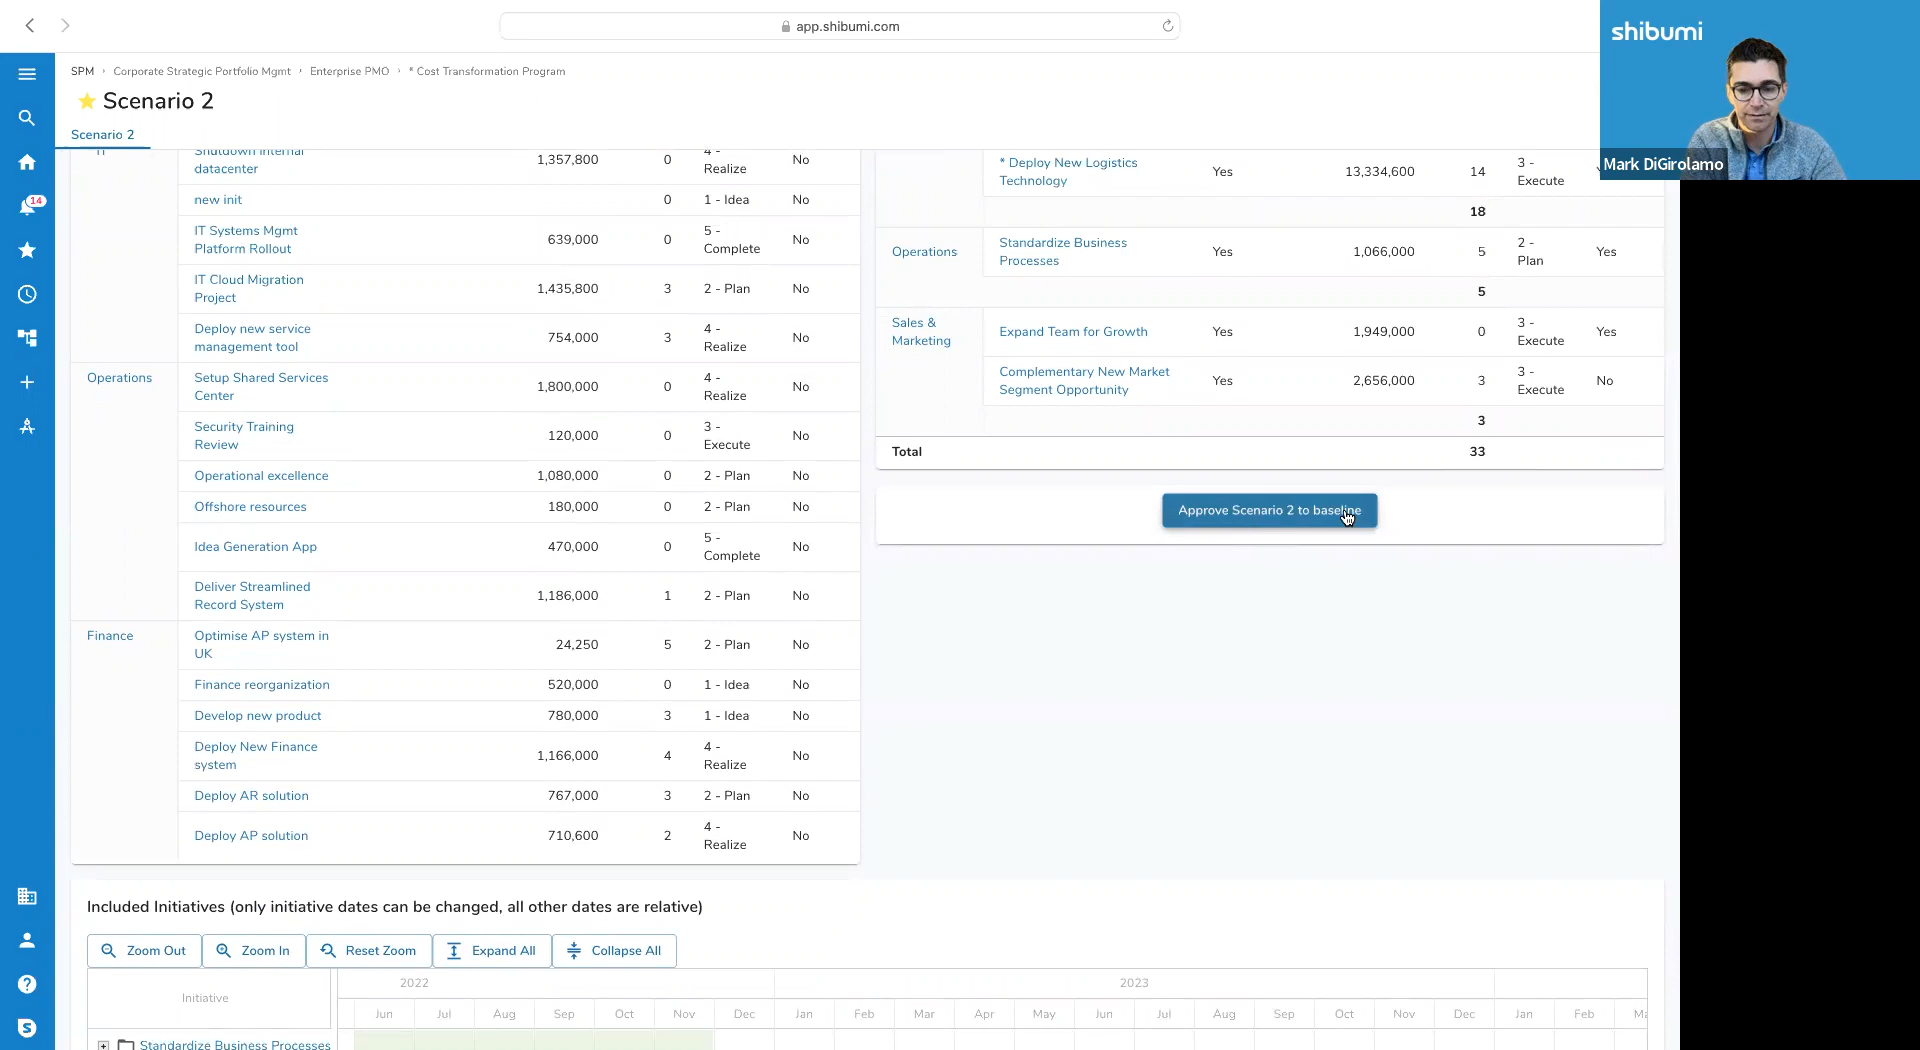 app.shibumi.com
shibumi
Mark DiGirolamo
SPM › Corporate Strategic Portfolio Mgmt › Enterprise PMO › * Cost Transformation Program
Scenario 2
Scenario 2
14
IT
Shutdown internal
datacenter
1,357,800 0 4 -
Realize No
new init 0 1 - Idea No
IT Systems Mgmt
Platform Rollout
639,000 0 5 -
Complete No
IT Cloud Migration
Project
1,435,800 3 2 - Plan No
Deploy new service
management tool
754,000 3 4 -
Realize No
Operations
Setup Shared Services
Center
1,800,000 0 4 -
Realize No
Security Training
Review
120,000 0 3 -
Execute No
Operational excellence 1,080,000 0 2 - Plan No
Offshore resources 180,000 0 2 - Plan No
Idea Generation App 470,000 0 5 -
Complete No
Deliver Streamlined
Record System
1,186,000 1 2 - Plan No
Finance
Optimise AP system in
UK
24,250 5 2 - Plan No
Finance reorganization 520,000 0 1 - Idea No
Develop new product 780,000 3 1 - Idea No
Deploy New Finance
system
1,166,000 4 4 -
Realize No
Deploy AR solution 767,000 3 2 - Plan No
Deploy AP solution 710,600 2 4 -
Realize No
* Deploy New Logistics
Technology
Yes 13,334,600 14 3 -
Execute
18
Operations
Standardize Business
Processes
Yes 1,066,000 5 2 -
Plan Yes
5
Sales &
Marketing
Expand Team for Growth Yes 1,949,000 0 3 -
Execute Yes
Complementary New Market
Segment Opportunity
Yes 2,656,000 3 3 -
Execute No
3
Total 33
Approve Scenario 2 to baseline
Included Initiatives (only initiative dates can be changed, all other dates are relative)
Zoom Out Zoom In Reset Zoom Expand All Collapse All
Initiative
2022 2023
Jun Jul Aug Sep Oct Nov Dec Jan Feb Mar Apr May Jun Jul Aug Sep Oct Nov Dec Jan Feb
Standardize Business Processes